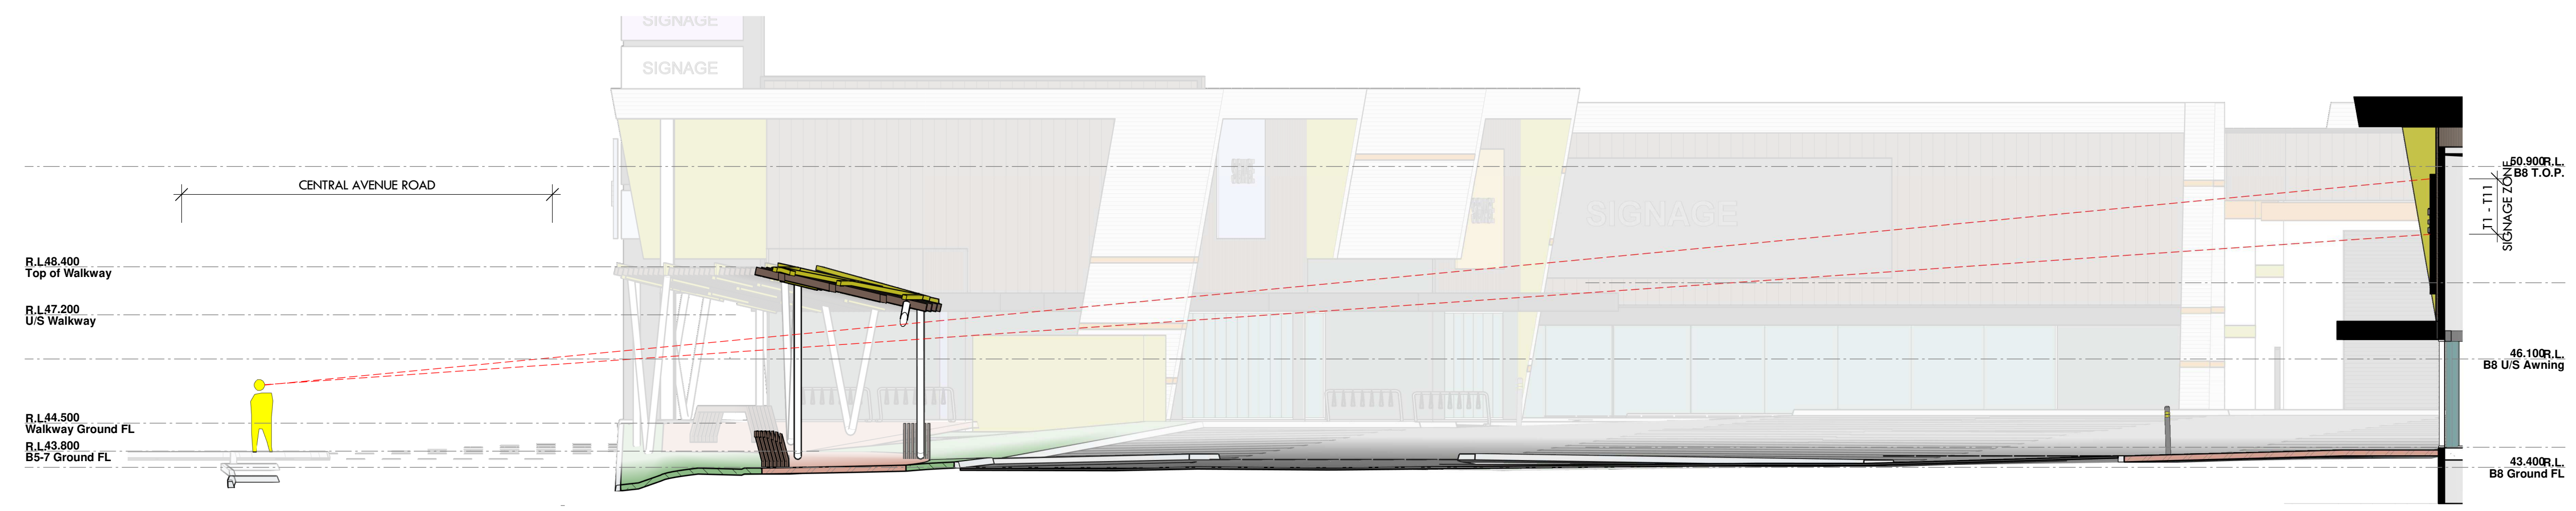 SIGNAGE
SIGNAGE
CENTRAL AVENUE ROAD
SIGNAGE
50.900R.L.
B8 T.O.P.
T1 - T11
SIGNAGE ZONE
R.L48.400
Top of Walkway
R.L47.200
U/S Walkway
46.100R.L.
B8 U/S Awning
R.L44.500
Walkway Ground FL
R.L43.800
B5-7 Ground FL
43.400R.L.
B8 Ground FL